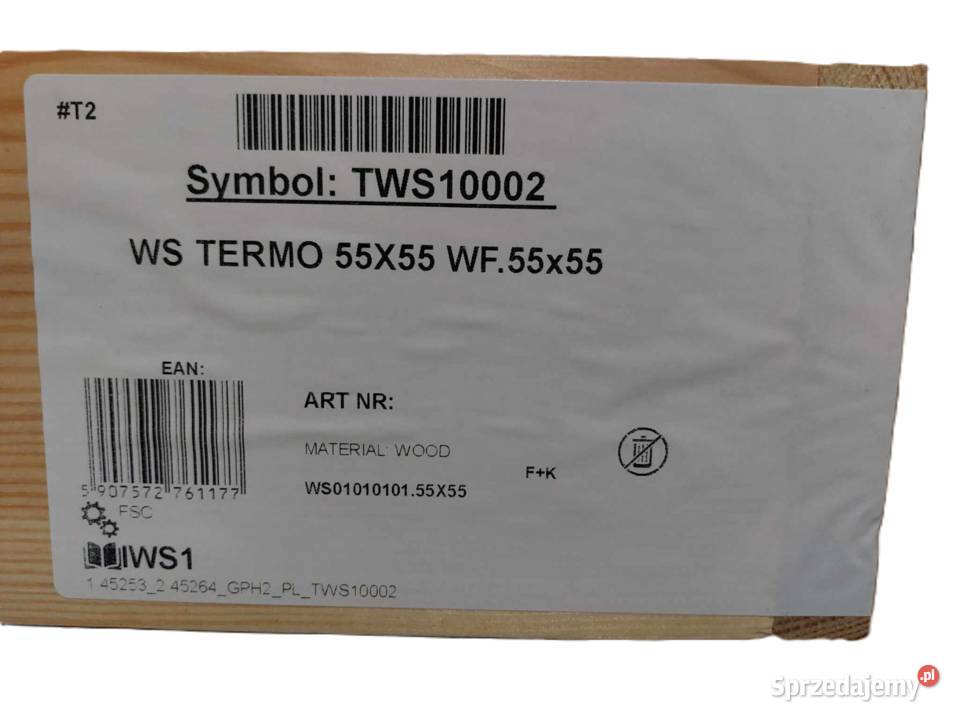 #T2
Symbol: TWS10002
WS TERMO 55X55 WF.55x55
EAN:
5 907572 761177
ART NR:
MATERIAL: WOOD
F+K
WS01010101.55X55
FSC
IWS1
1.45253_2.45264_GPH2_PL_TWS10002
Sprzedajemy.pl